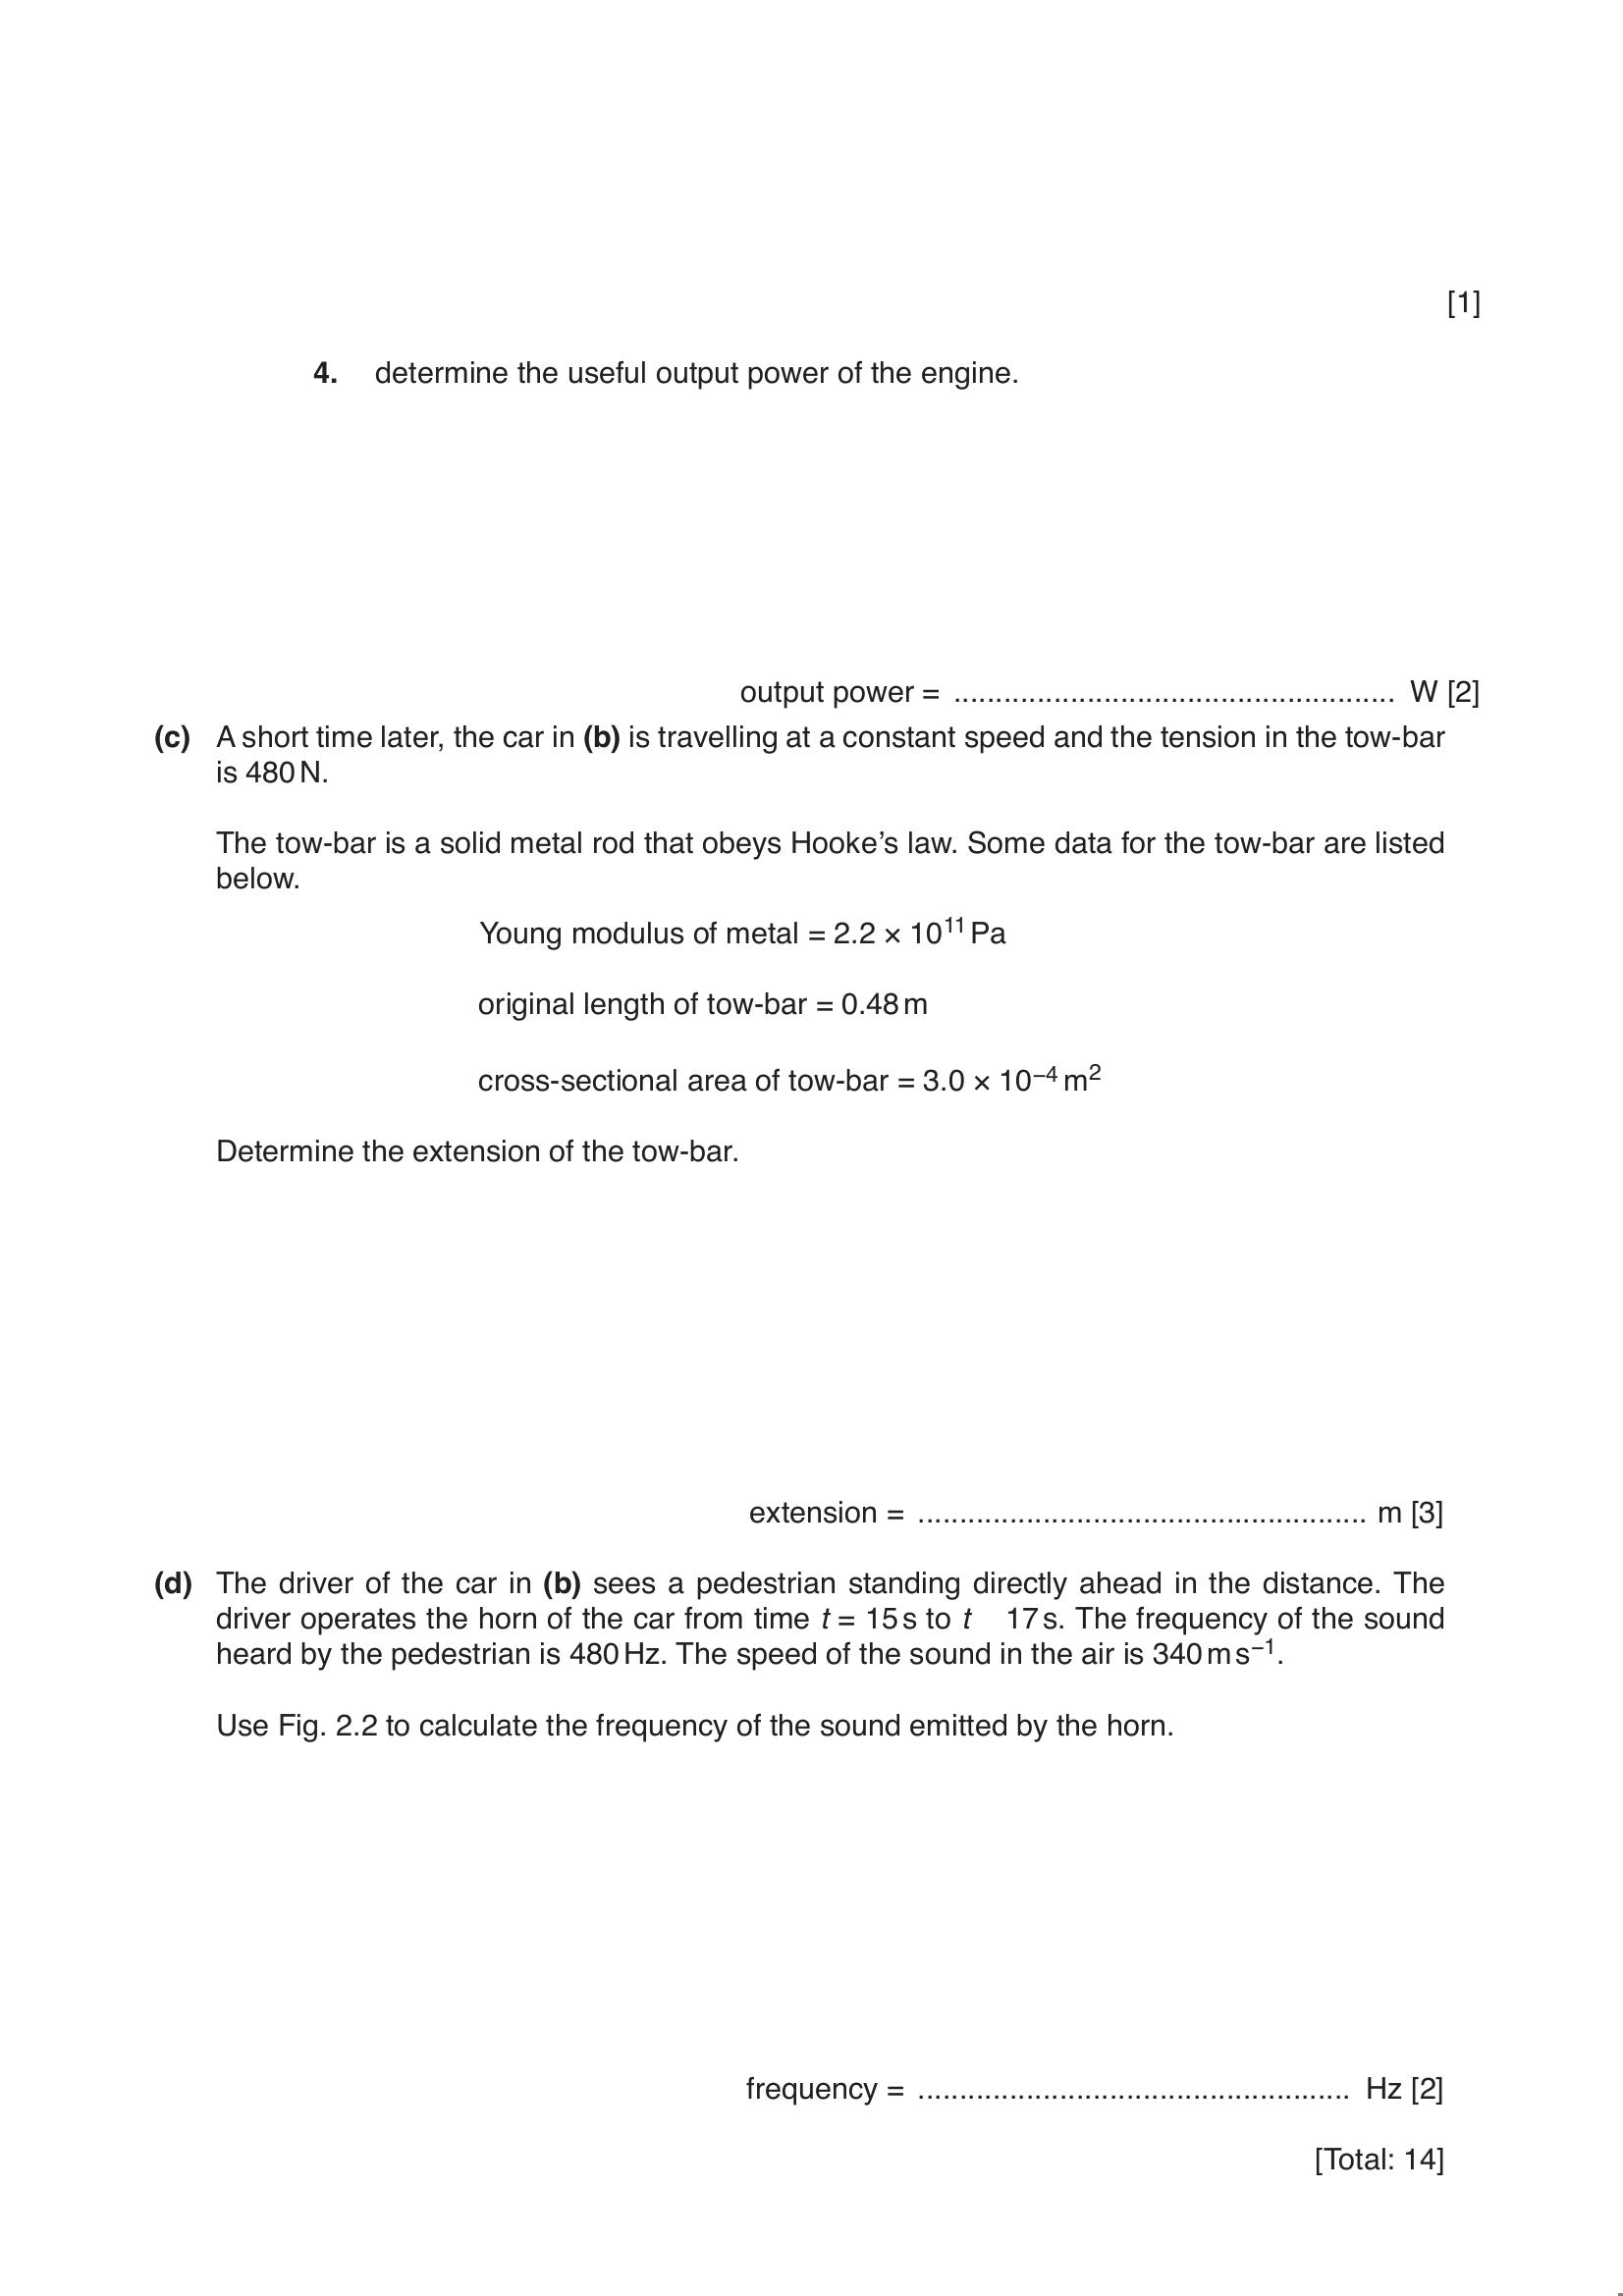 [1]
4. determine the useful output power of the engine.
output power = ..................................................... W [2]
(c) A short time later, the car in (b) is travelling at a constant speed and the tension in the tow-bar
is 480 N.
The tow-bar is a solid metal rod that obeys Hooke’s law. Some data for the tow-bar are listed
below.
Young modulus of metal = 2.2 × 10¹¹ Pa
original length of tow-bar = 0.48 m
cross-sectional area of tow-bar = 3.0 × 10⁻⁴ m²
Determine the extension of the tow-bar.
extension = ...................................................... m [3]
(d) The driver of the car in (b) sees a pedestrian standing directly ahead in the distance. The
driver operates the horn of the car from time t = 15 s to t 17 s. The frequency of the sound
heard by the pedestrian is 480 Hz. The speed of the sound in the air is 340 m s⁻¹.
Use Fig. 2.2 to calculate the frequency of the sound emitted by the horn.
frequency = .................................................... Hz [2]
[Total: 14]